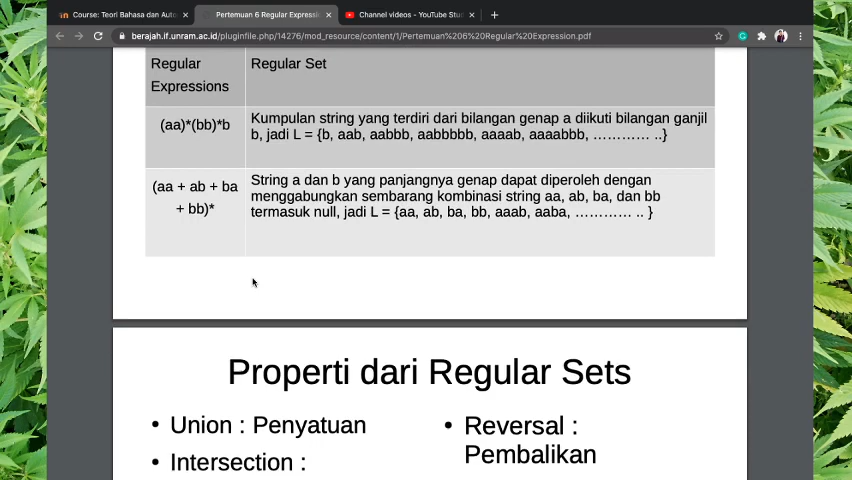 Course: Teori Bahasa dan Auto
Pertemuan 6 Regular Expressi
Channel videos - YouTube Stud
berajah.if.unram.ac.id/pluginfile.php/14276/mod_resource/content/1/Pertemuan%206%20Regular%20Expression.pdf
Regular Expressions
Regular Set
(aa)*(bb)*b
Kumpulan string yang terdiri dari bilangan genap a diikuti bilangan ganjil
b, jadi L = {b, aab, aabbb, aabbbbb, aaaab, aaaabbb, ………… ..}
(aa + ab + ba
+ bb)*
String a dan b yang panjangnya genap dapat diperoleh dengan
menggabungkan sembarang kombinasi string aa, ab, ba, dan bb
termasuk null, jadi L = {aa, ab, ba, bb, aaab, aaba, ………… .. }
Properti dari Regular Sets
• Union : Penyatuan
• Intersection :
• Reversal :
Pembalikan